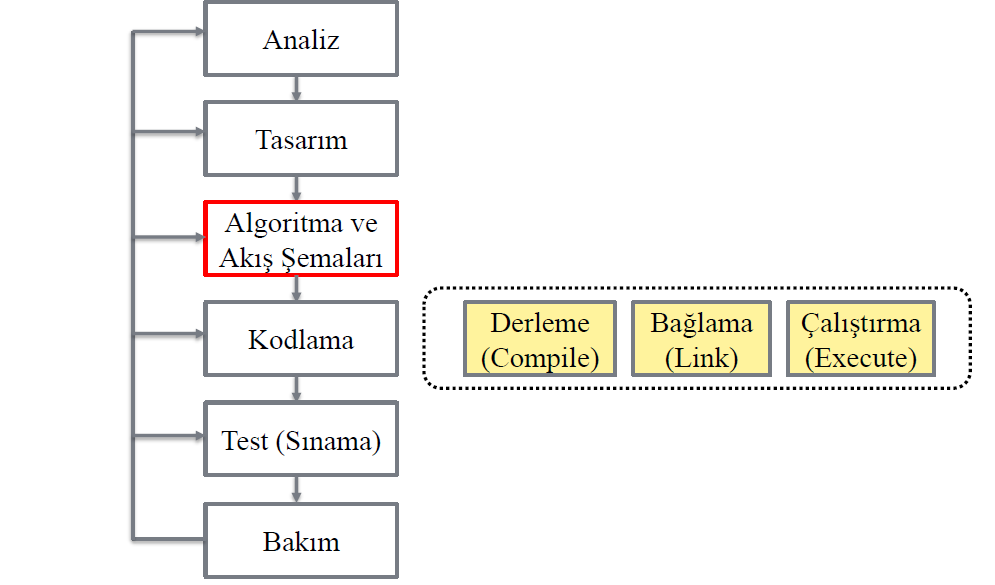 Analiz
Tasarım
Algoritma ve
Akış Şemaları
Kodlama
Derleme
(Compile)
Bağlama
(Link)
Çalıştırma
(Execute)
Test (Sınama)
Bakım